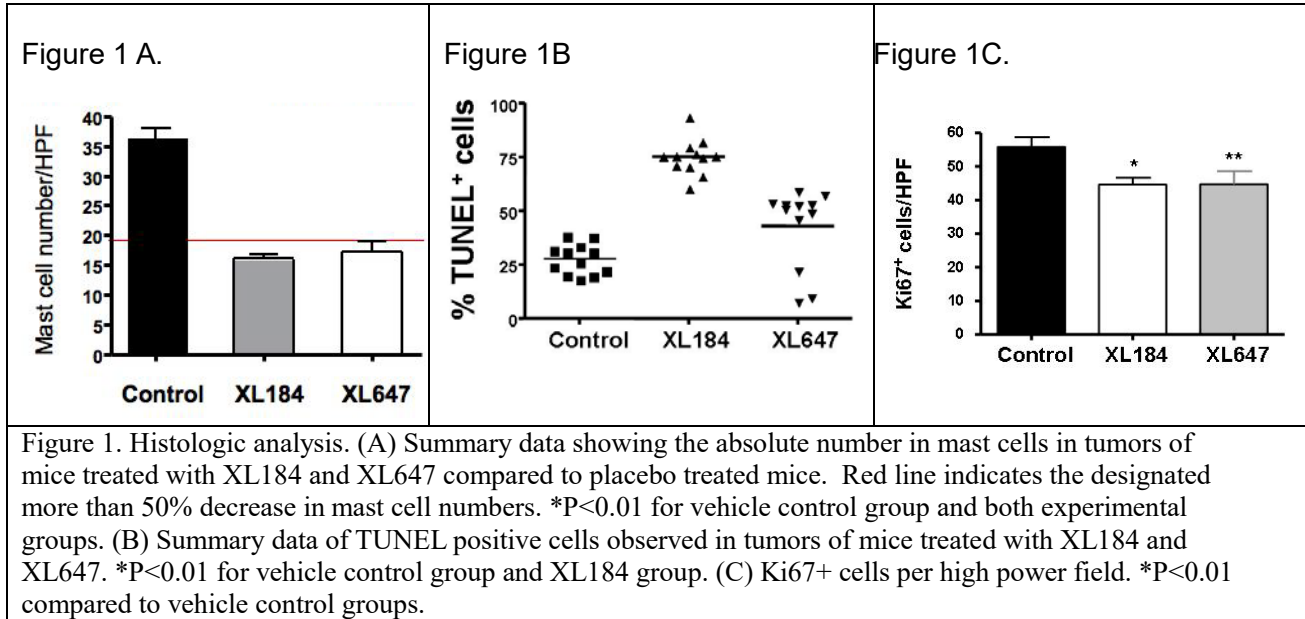 Figure 1 A.
Mast cell number/HPF
40
35
30
25
20
15
10
5
0
Control XL184 XL647
Figure 1B
% TUNEL+ cells
100
75
50
25
0
Control XL184 XL647
Figure 1C.
Ki67+ cells/HPF
60
50
40
30
20
10
0
* **
Control XL184 XL647
Figure 1. Histologic analysis. (A) Summary data showing the absolute number in mast cells in tumors of
mice treated with XL184 and XL647 compared to placebo treated mice.  Red line indicates the designated
more than 50% decrease in mast cell numbers. *P<0.01 for vehicle control group and both experimental
groups. (B) Summary data of TUNEL positive cells observed in tumors of mice treated with XL184 and
XL647. *P<0.01 for vehicle control group and XL184 group. (C) Ki67+ cells per high power field. *P<0.01
compared to vehicle control groups.